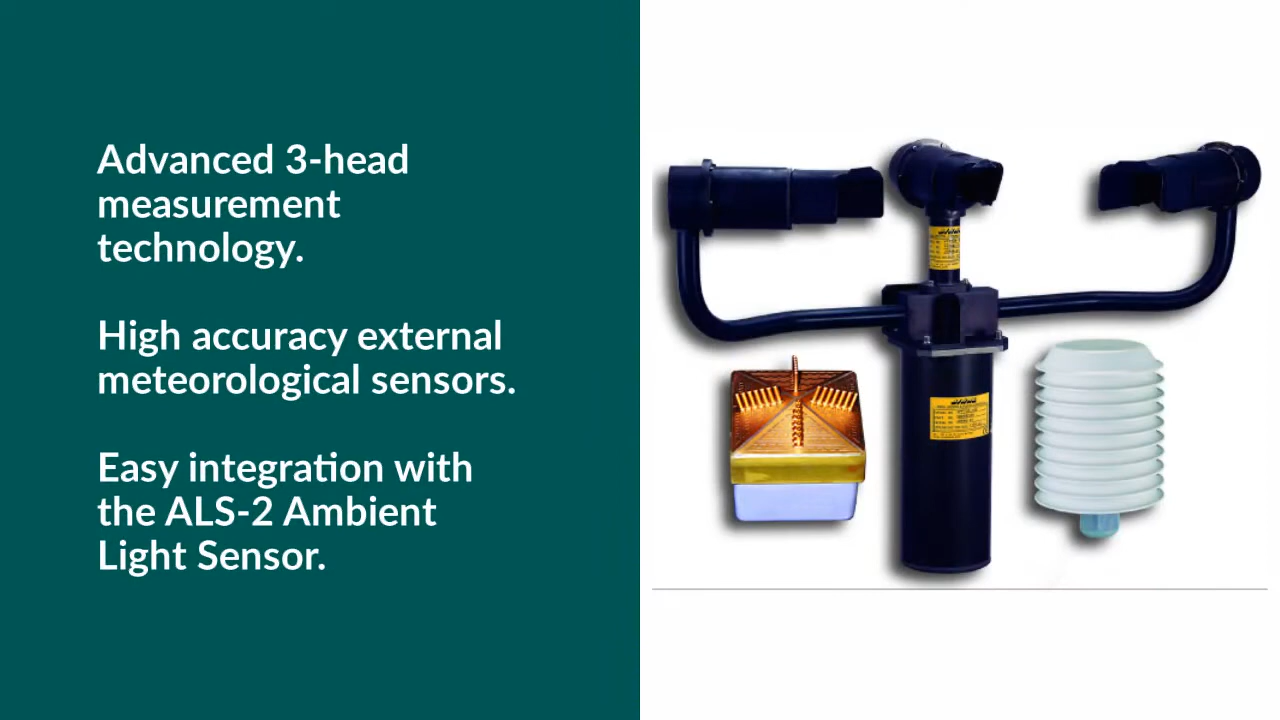 Advanced 3-head
measurement
technology.
High accuracy external
meteorological sensors.
Easy integration with
the ALS-2 Ambient
Light Sensor.